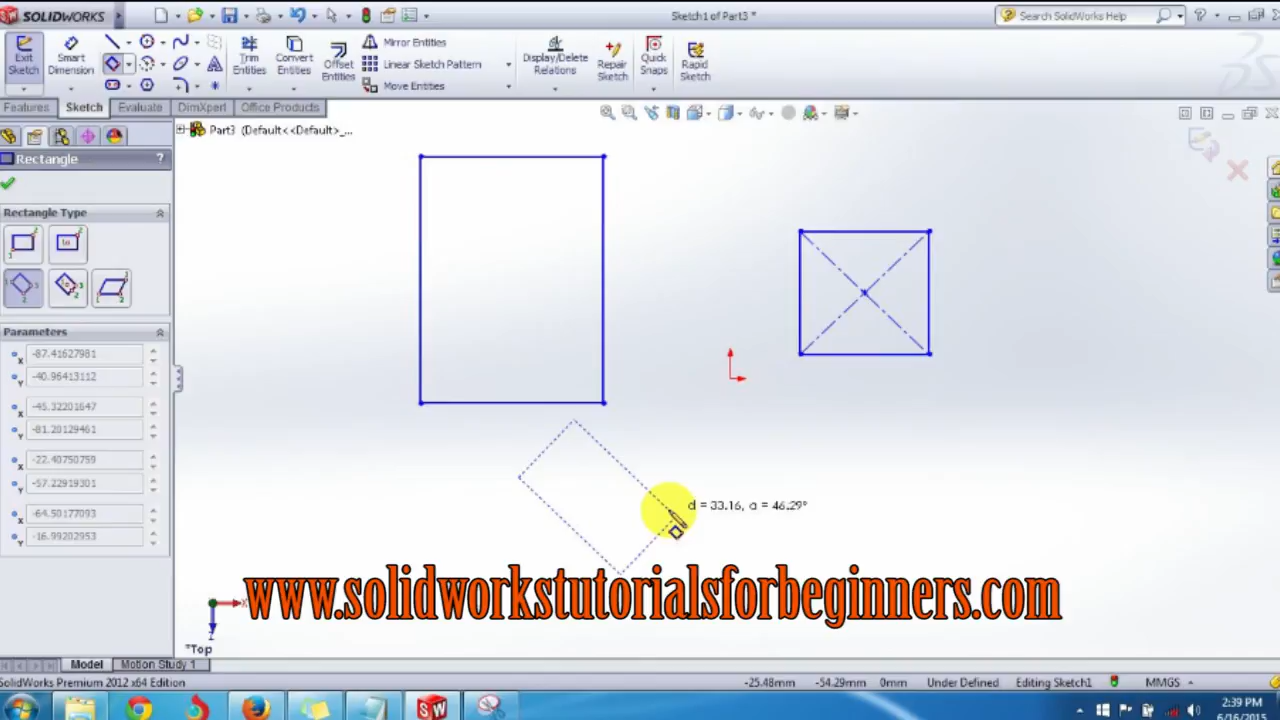 SOLIDWORKS
Sketch1 of Part3 *
Search SolidWorks Help
Exit Sketch
Smart Dimension
Trim Entities
Convert Entities
Offset Entities
Mirror Entities
Linear Sketch Pattern
Move Entities
Display/Delete Relations
Repair Sketch
Quick Snaps
Rapid Sketch
Features Sketch Evaluate DimXpert Office Products
Part3 (Default<<Default>_...
Rectangle ?
Rectangle Type
Parameters
-87.41627981
-40.96413112
-45.32201647
-81.20129461
-22.40750759
-57.22919301
-64.50177093
-16.99202953
d = 33.16, a = 46.29°
www.solidworkstutorialsforbeginners.com
X
Z
*Top
Model Motion Study 1
SolidWorks Premium 2012 x64 Edition -25.48mm -54.29mm 0mm Under Defined Editing Sketch1 MMGS
2:39 PM
6/16/2015